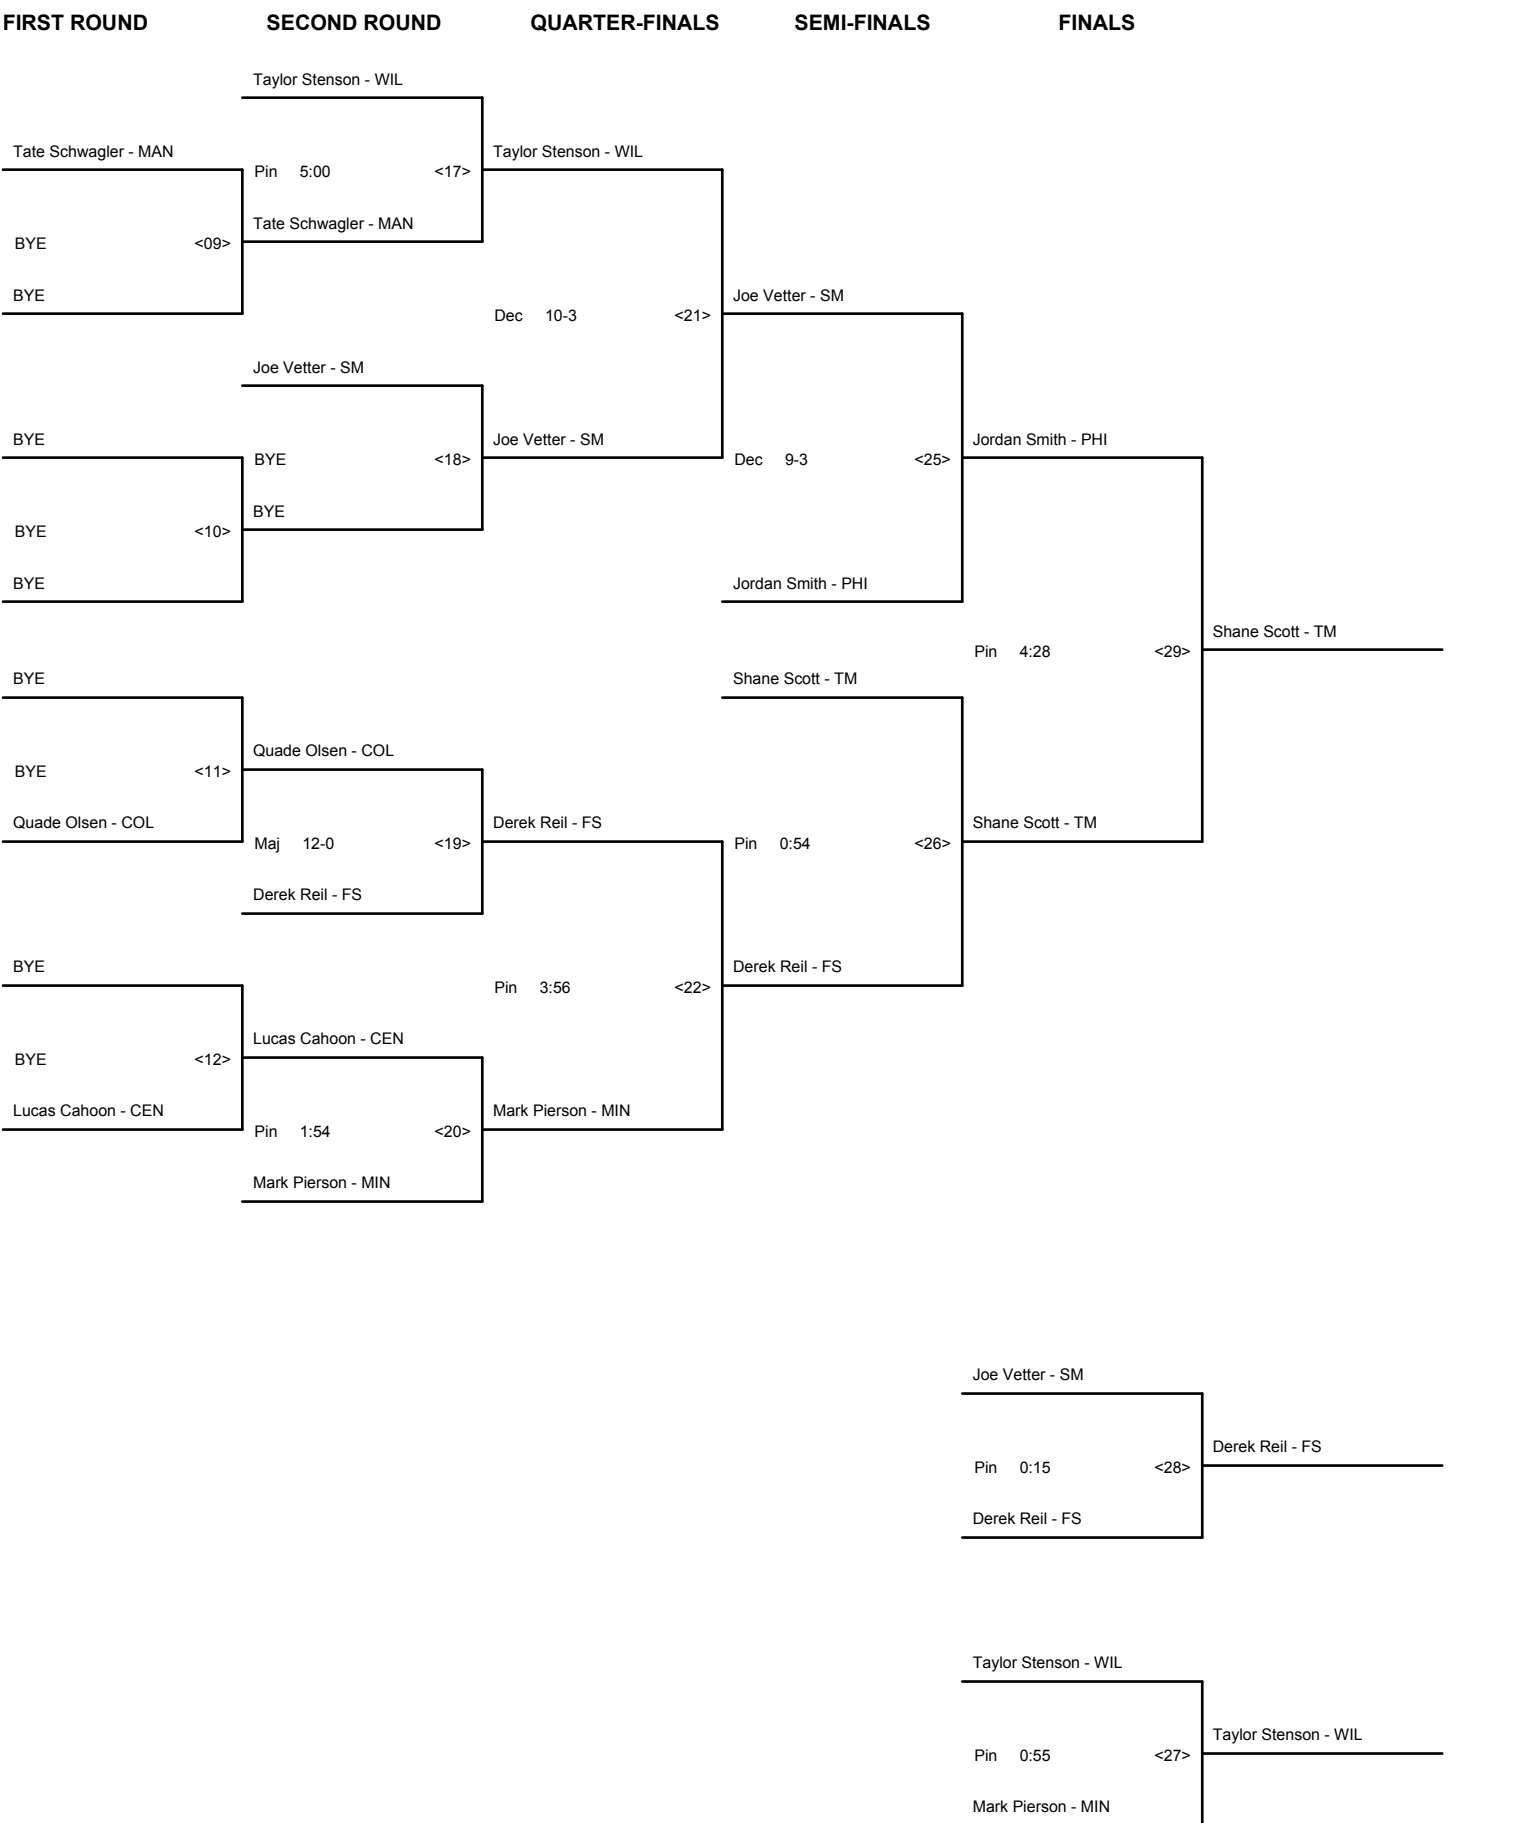 FIRST ROUND SECOND ROUND QUARTER-FINALS SEMI-FINALS FINALS
Taylor Stenson - WIL
Tate Schwagler - MAN Taylor Stenson - WIL
Pin 5:00 <17>
Tate Schwagler - MAN
BYE <09>
BYE Joe Vetter - SM
Dec 10-3 <21>
Joe Vetter - SM
BYE Joe Vetter - SM Jordan Smith - PHI
BYE <18> Dec 9-3 <25>
BYE
BYE <10>
BYE Jordan Smith - PHI
Shane Scott - TM
Pin 4:28 <29>
BYE Shane Scott - TM
Quade Olsen - COL
BYE <11>
Quade Olsen - COL Derek Reil - FS Shane Scott - TM
Maj 12-0 <19> Pin 0:54 <26>
Derek Reil - FS
BYE Derek Reil - FS
Pin 3:56 <22>
Lucas Cahoon - CEN
BYE <12>
Lucas Cahoon - CEN Mark Pierson - MIN
Pin 1:54 <20>
Mark Pierson - MIN
Joe Vetter - SM
Derek Reil - FS
Pin 0:15 <28>
Derek Reil - FS
Taylor Stenson - WIL
Taylor Stenson - WIL
Pin 0:55 <27>
Mark Pierson - MIN